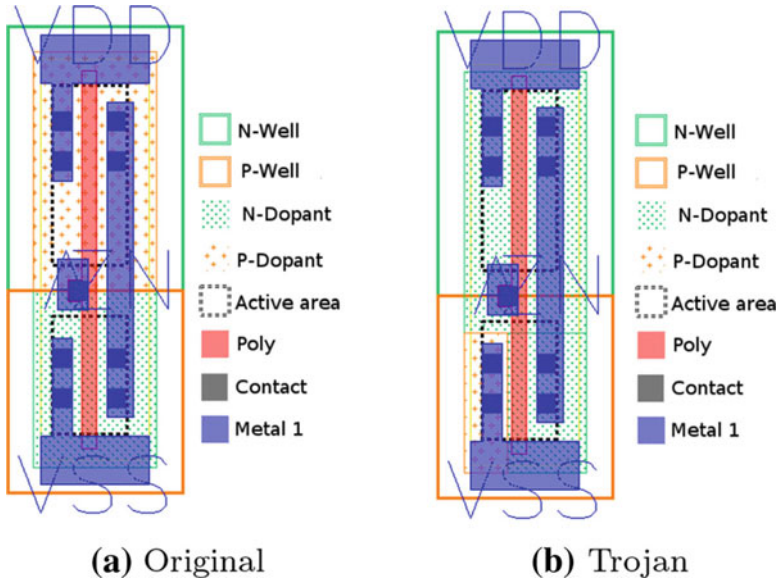 VDD
N-Well
P-Well
N-Dopant
P-Dopant
Active area
Poly
Contact
Metal 1
VSS
VDD
N-Well
P-Well
N-Dopant
P-Dopant
Active area
Poly
Contact
Metal 1
VSS
(a) Original
(b) Trojan